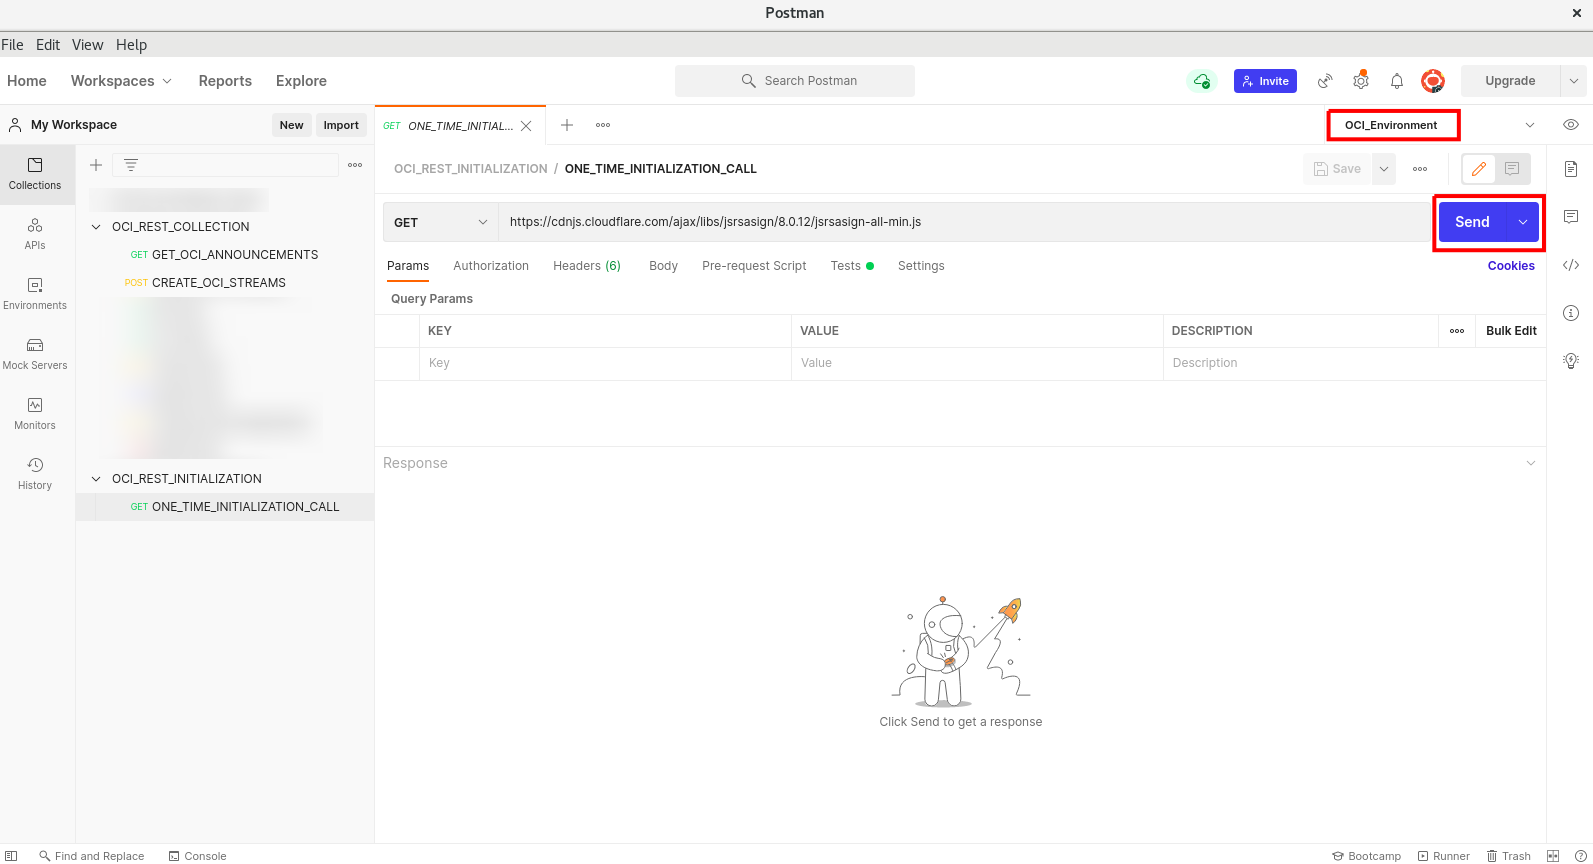 Postman
File Edit View Help
Home Workspaces Reports Explore Search Postman Invite Upgrade
My Workspace New Import GET ONE_TIME_INITIAL... OCI_Environment
Collections
APIs
Environments
Mock Servers
Monitors
History
OCI_REST_COLLECTION
GET GET_OCI_ANNOUNCEMENTS
POST CREATE_OCI_STREAMS
OCI_REST_INITIALIZATION
GET ONE_TIME_INITIALIZATION_CALL
OCI_REST_INITIALIZATION / ONE_TIME_INITIALIZATION_CALL Save
GET https://cdnjs.cloudflare.com/ajax/libs/jsrsasign/8.0.12/jsrsasign-all-min.js Send
Params Authorization Headers (6) Body Pre-request Script Tests Settings Cookies
Query Params
KEY VALUE DESCRIPTION Bulk Edit
Key Value Description
Response
Click Send to get a response
Find and Replace Console Bootcamp Runner Trash